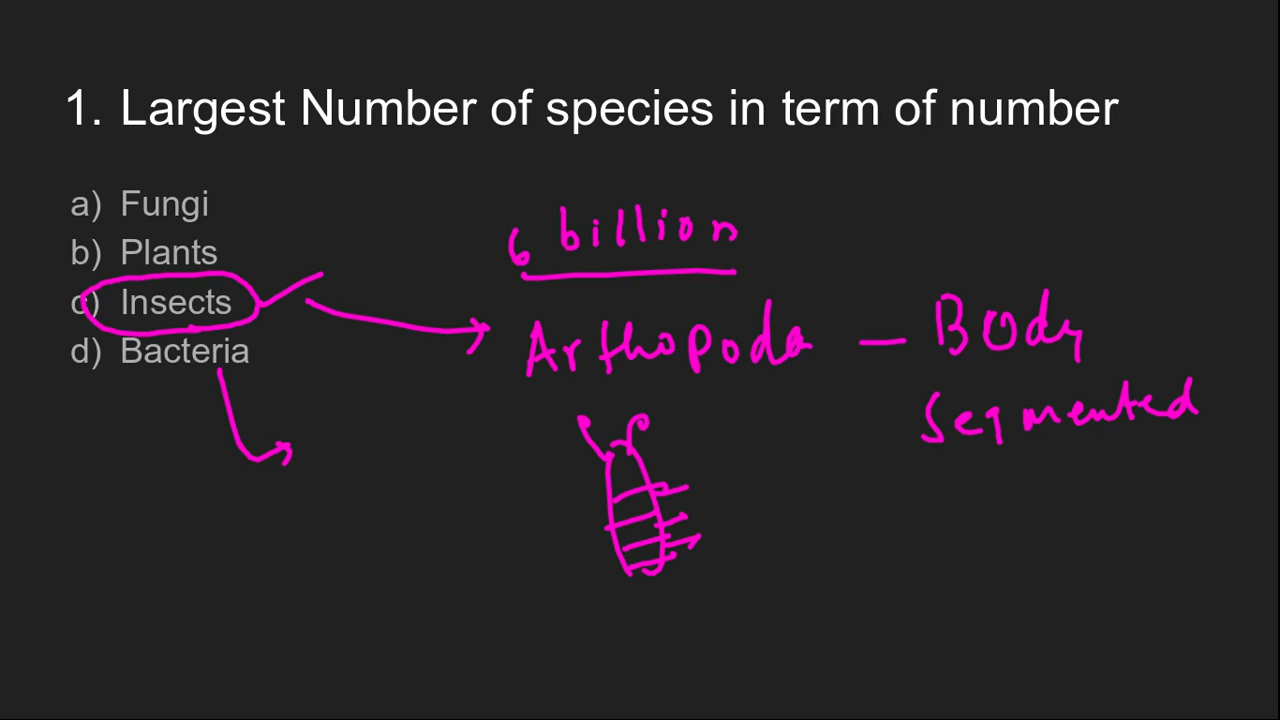 1. Largest Number of species in term of number
a) Fungi
b) Plants
c) Insects
d) Bacteria
6 billion
Arthopoda — Body
Segmented